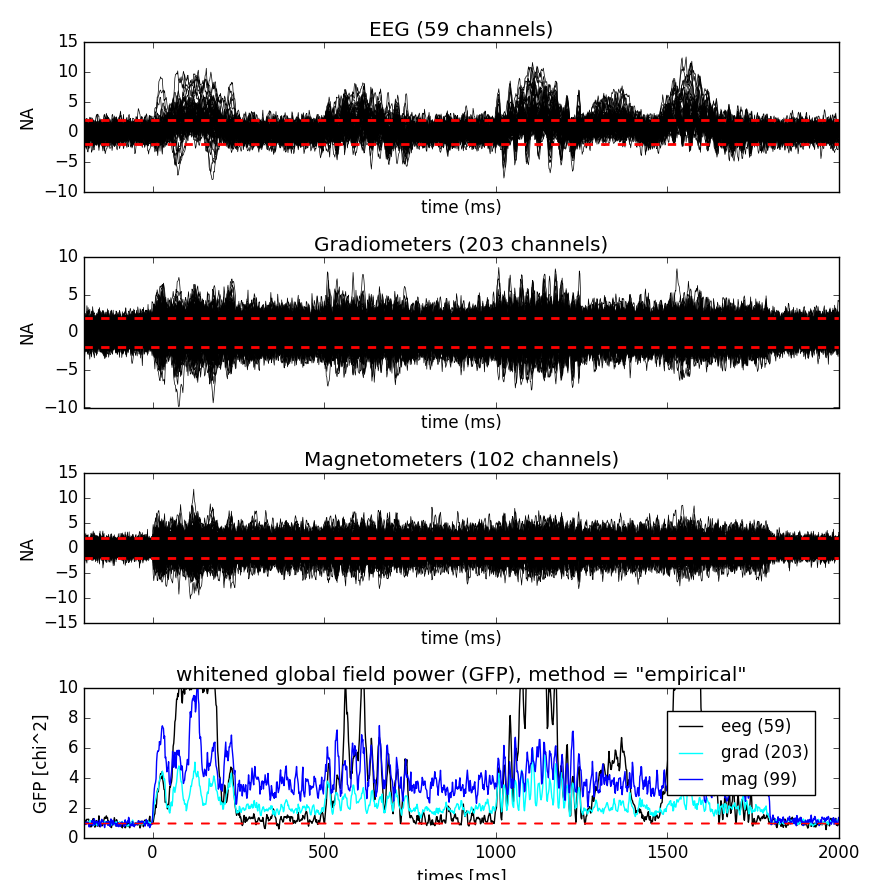 EEG (59 channels)
15
10
5
0
−5
−10
NA
time (ms)
Gradiometers (203 channels)
10
5
0
−5
−10
NA
time (ms)
Magnetometers (102 channels)
15
10
5
0
−5
−10
−15
NA
time (ms)
whitened global field power (GFP), method = "empirical"
10
8
6
4
2
0
GFP [chi^2]
eeg (59)
grad (203)
mag (99)
0 500 1000 1500 2000
times [ms]